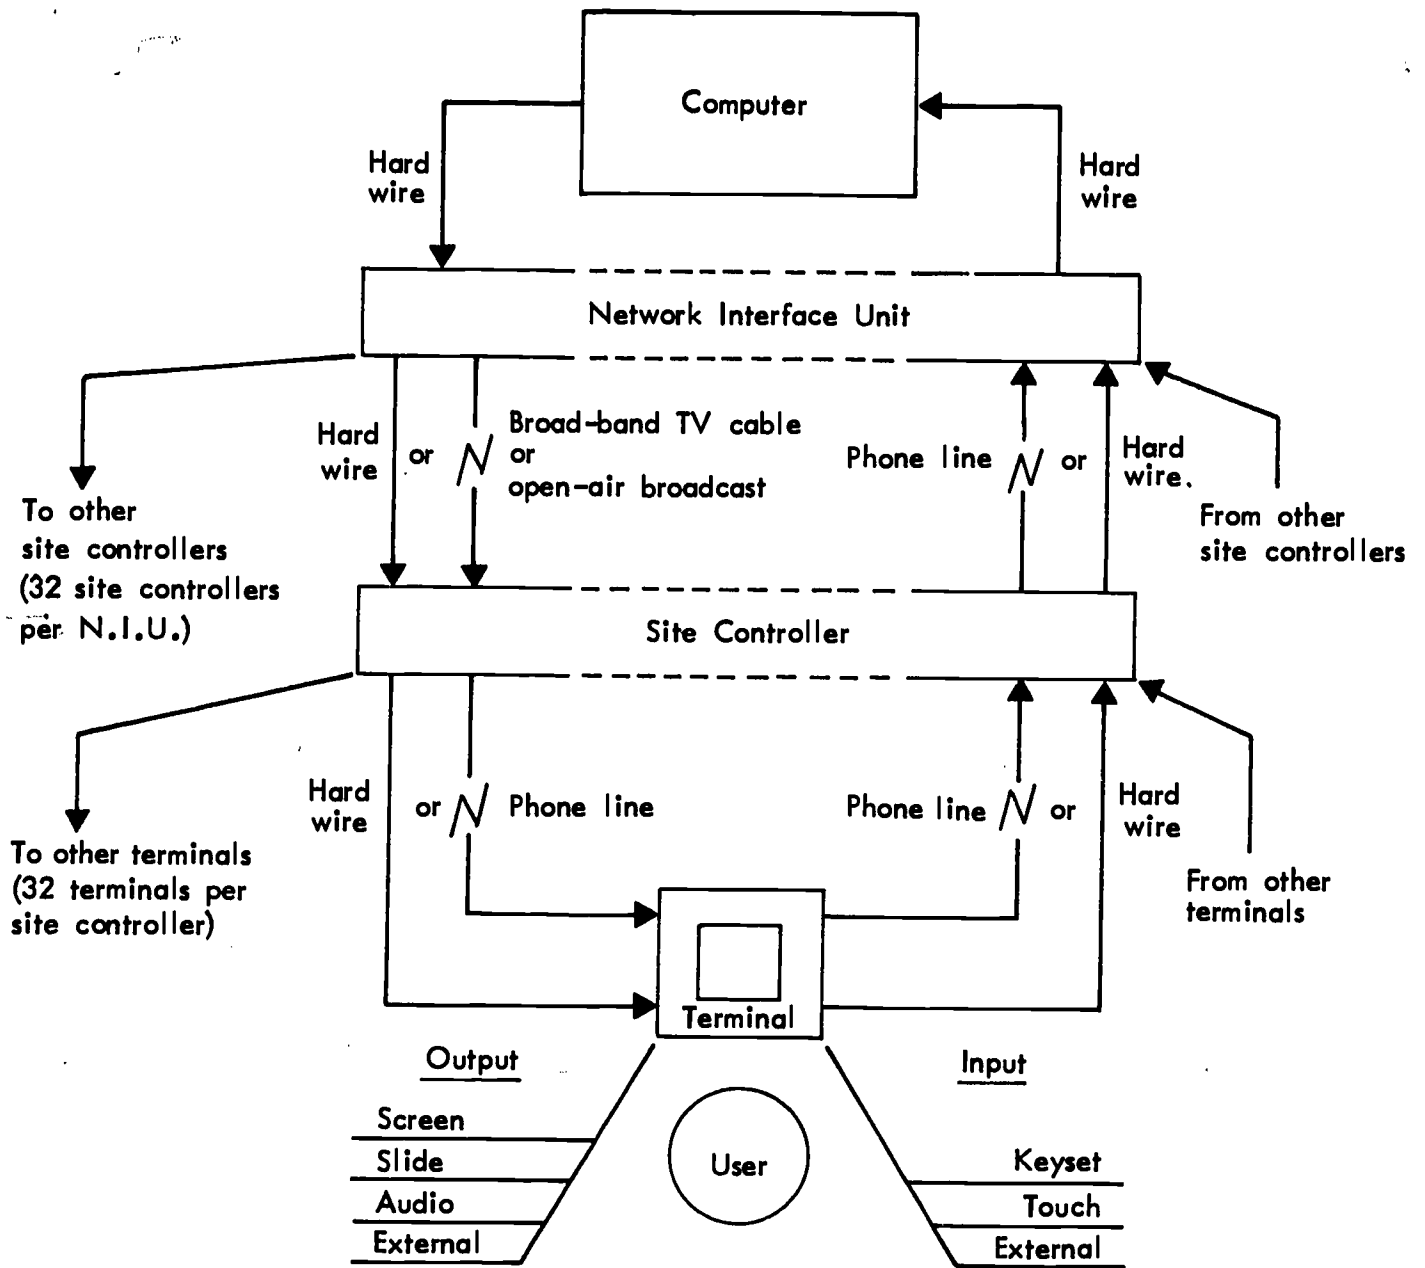 Computer
Hard
wire
Hard
wire
Network Interface Unit
Hard
wire
or
Broad-band TV cable
or
open-air broadcast
Phone line
or
Hard
wire.
To other
site controllers
(32 site controllers
per N.I.U.)
From other
site controllers
Site Controller
Hard
wire
or
Phone line
Phone line
or
Hard
wire
To other terminals
(32 terminals per
site controller)
From other
terminals
Terminal
Output
Input
Screen
Slide
Audio
External
User
Keyset
Touch
External